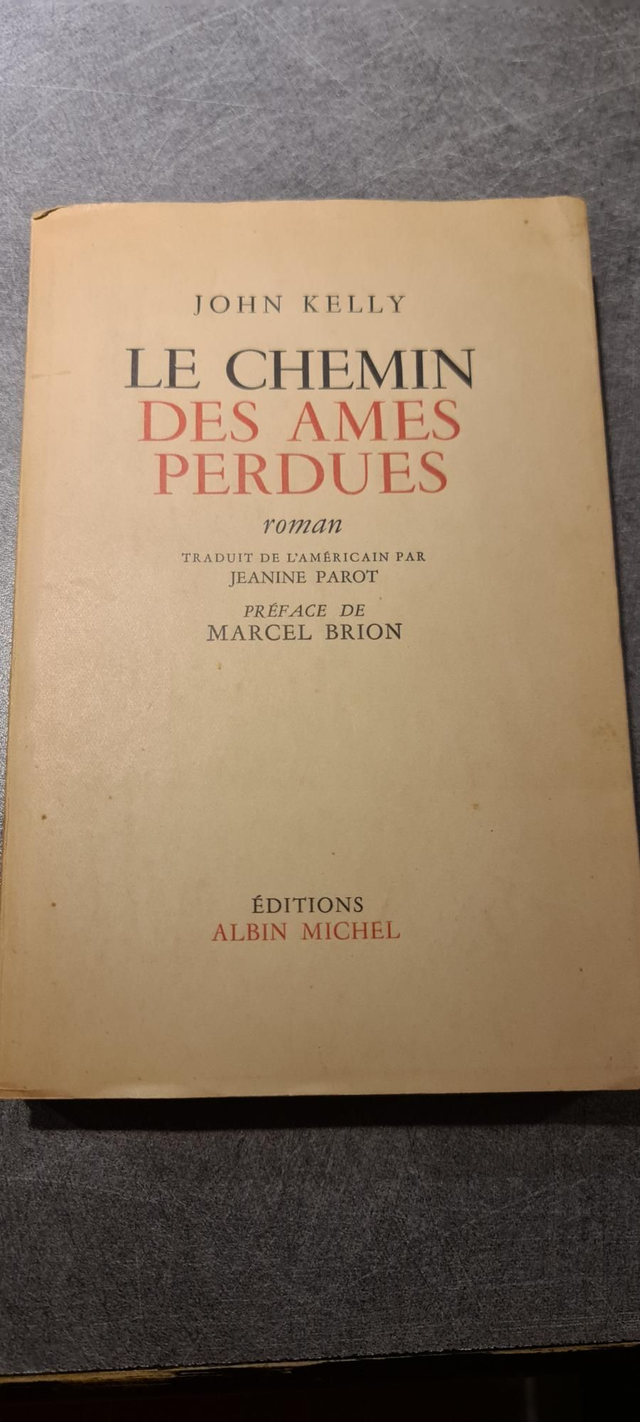 JOHN KELLY
LE CHEMIN
DES AMES
PERDUES
roman
TRADUIT DE L'AMÉRICAIN PAR
JEANINE PAROT
PRÉFACE DE
MARCEL BRION
ÉDITIONS
ALBIN MICHEL